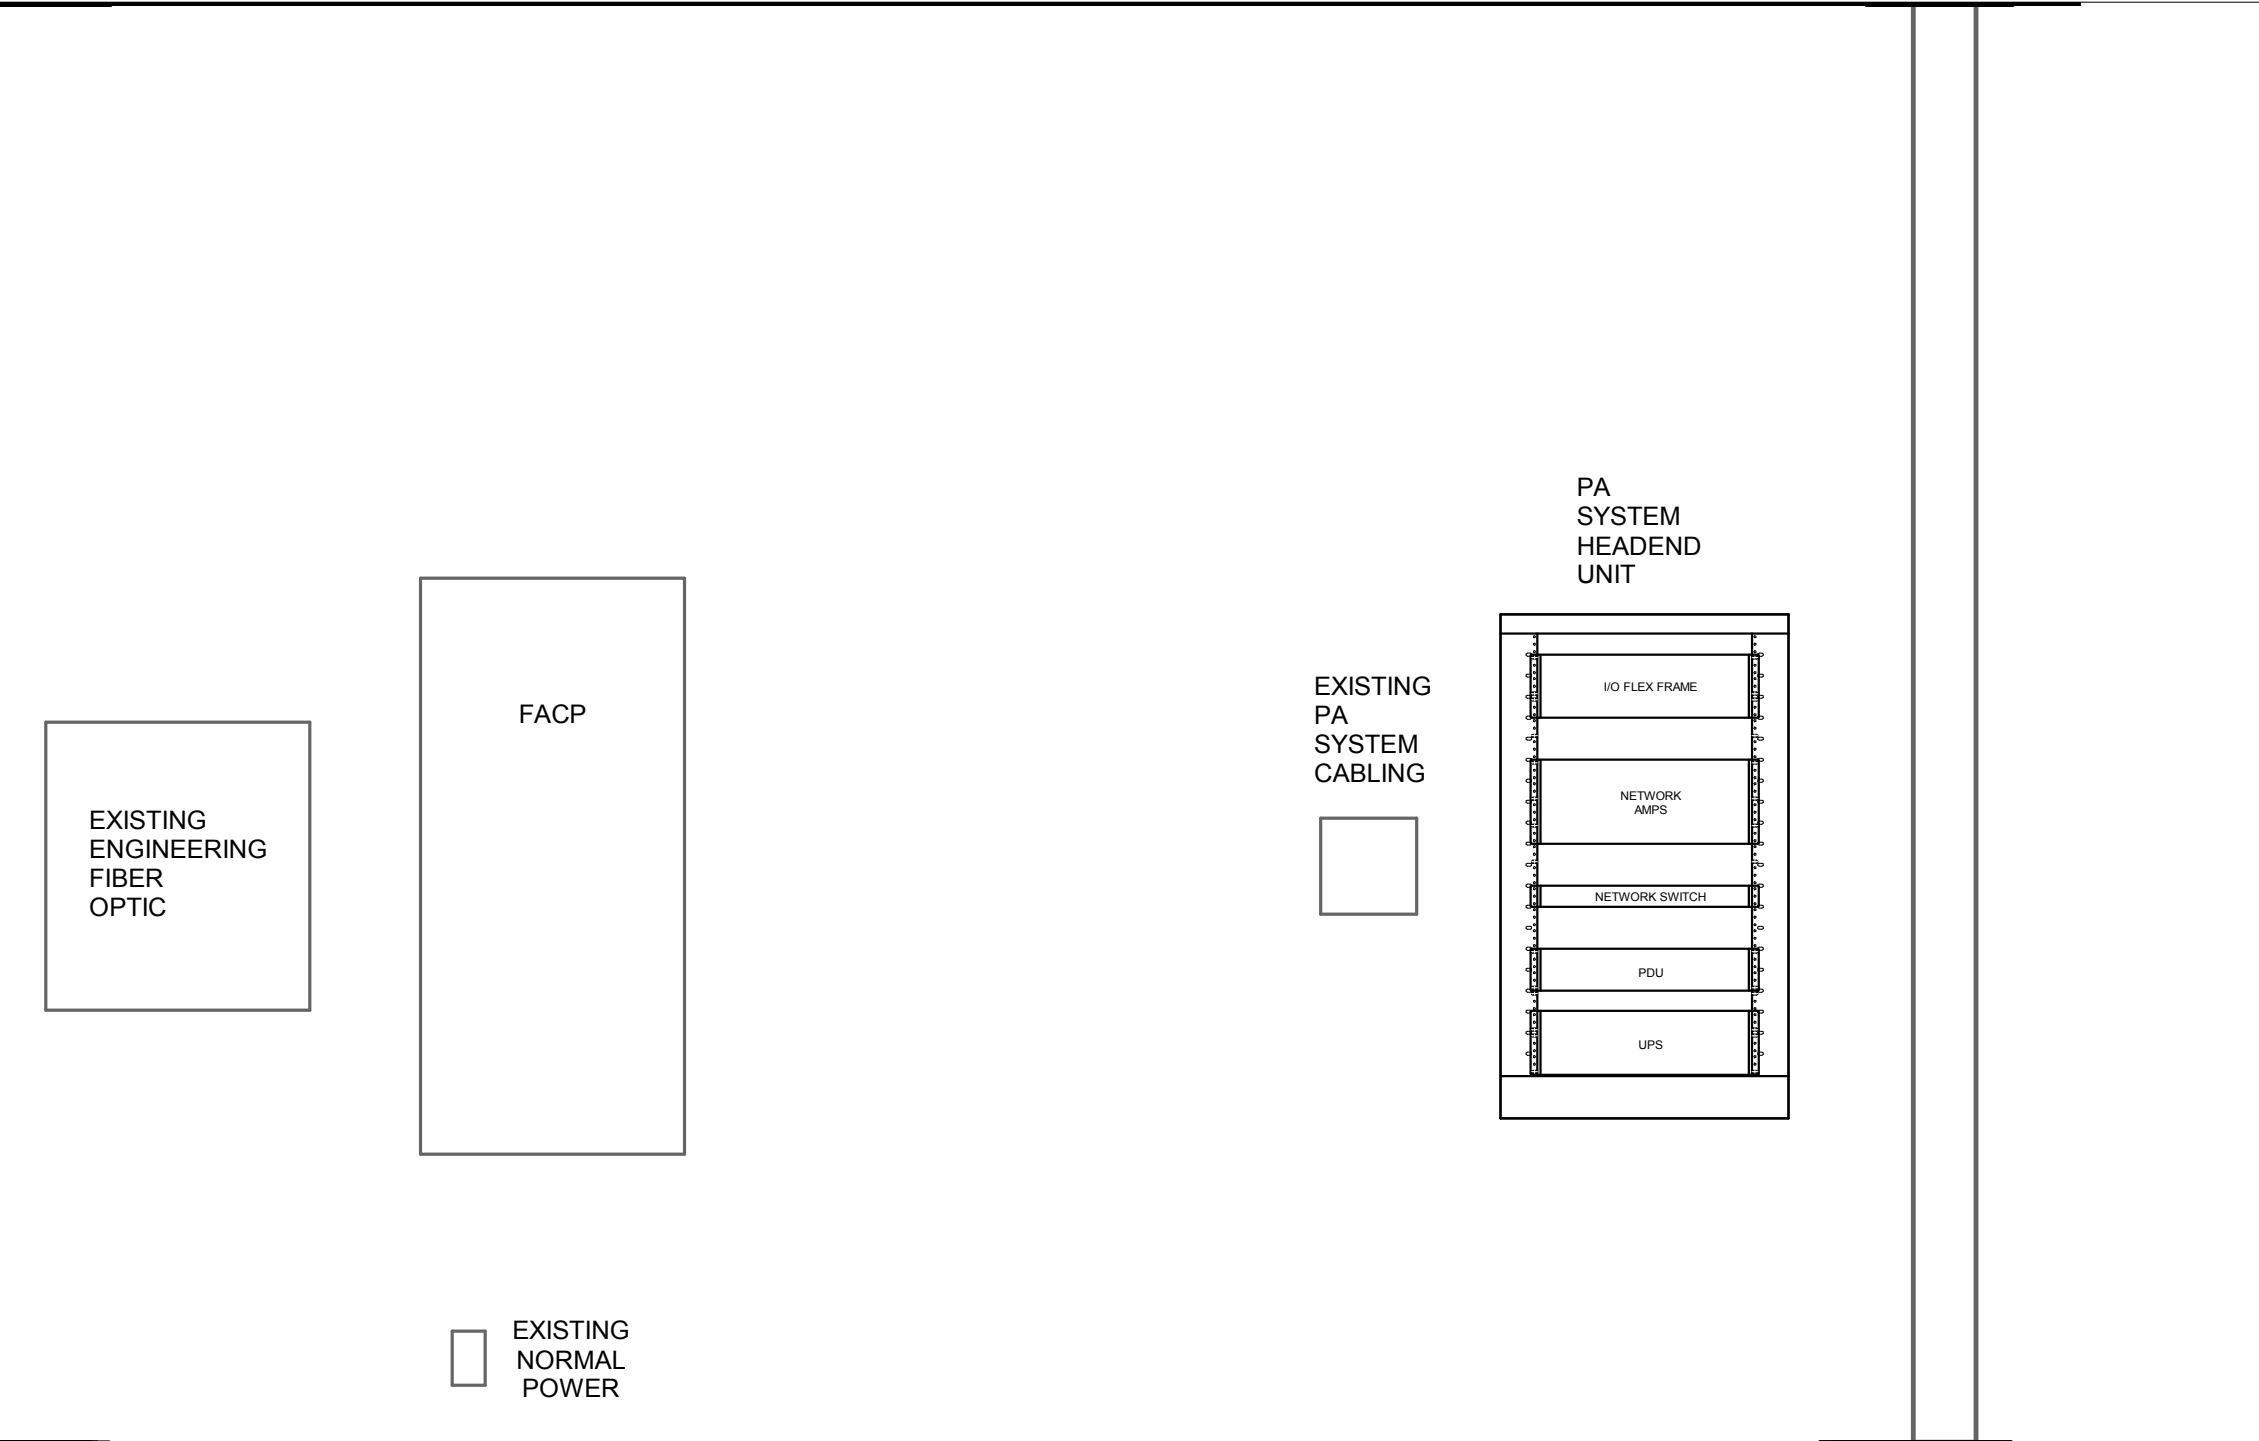 PA
SYSTEM
HEADEND
UNIT
I/O FLEX FRAME
NETWORK
AMPS
NETWORK SWITCH
PDU
UPS
EXISTING
PA
SYSTEM
CABLING
FACP
EXISTING
ENGINEERING
FIBER
OPTIC
EXISTING
NORMAL
POWER